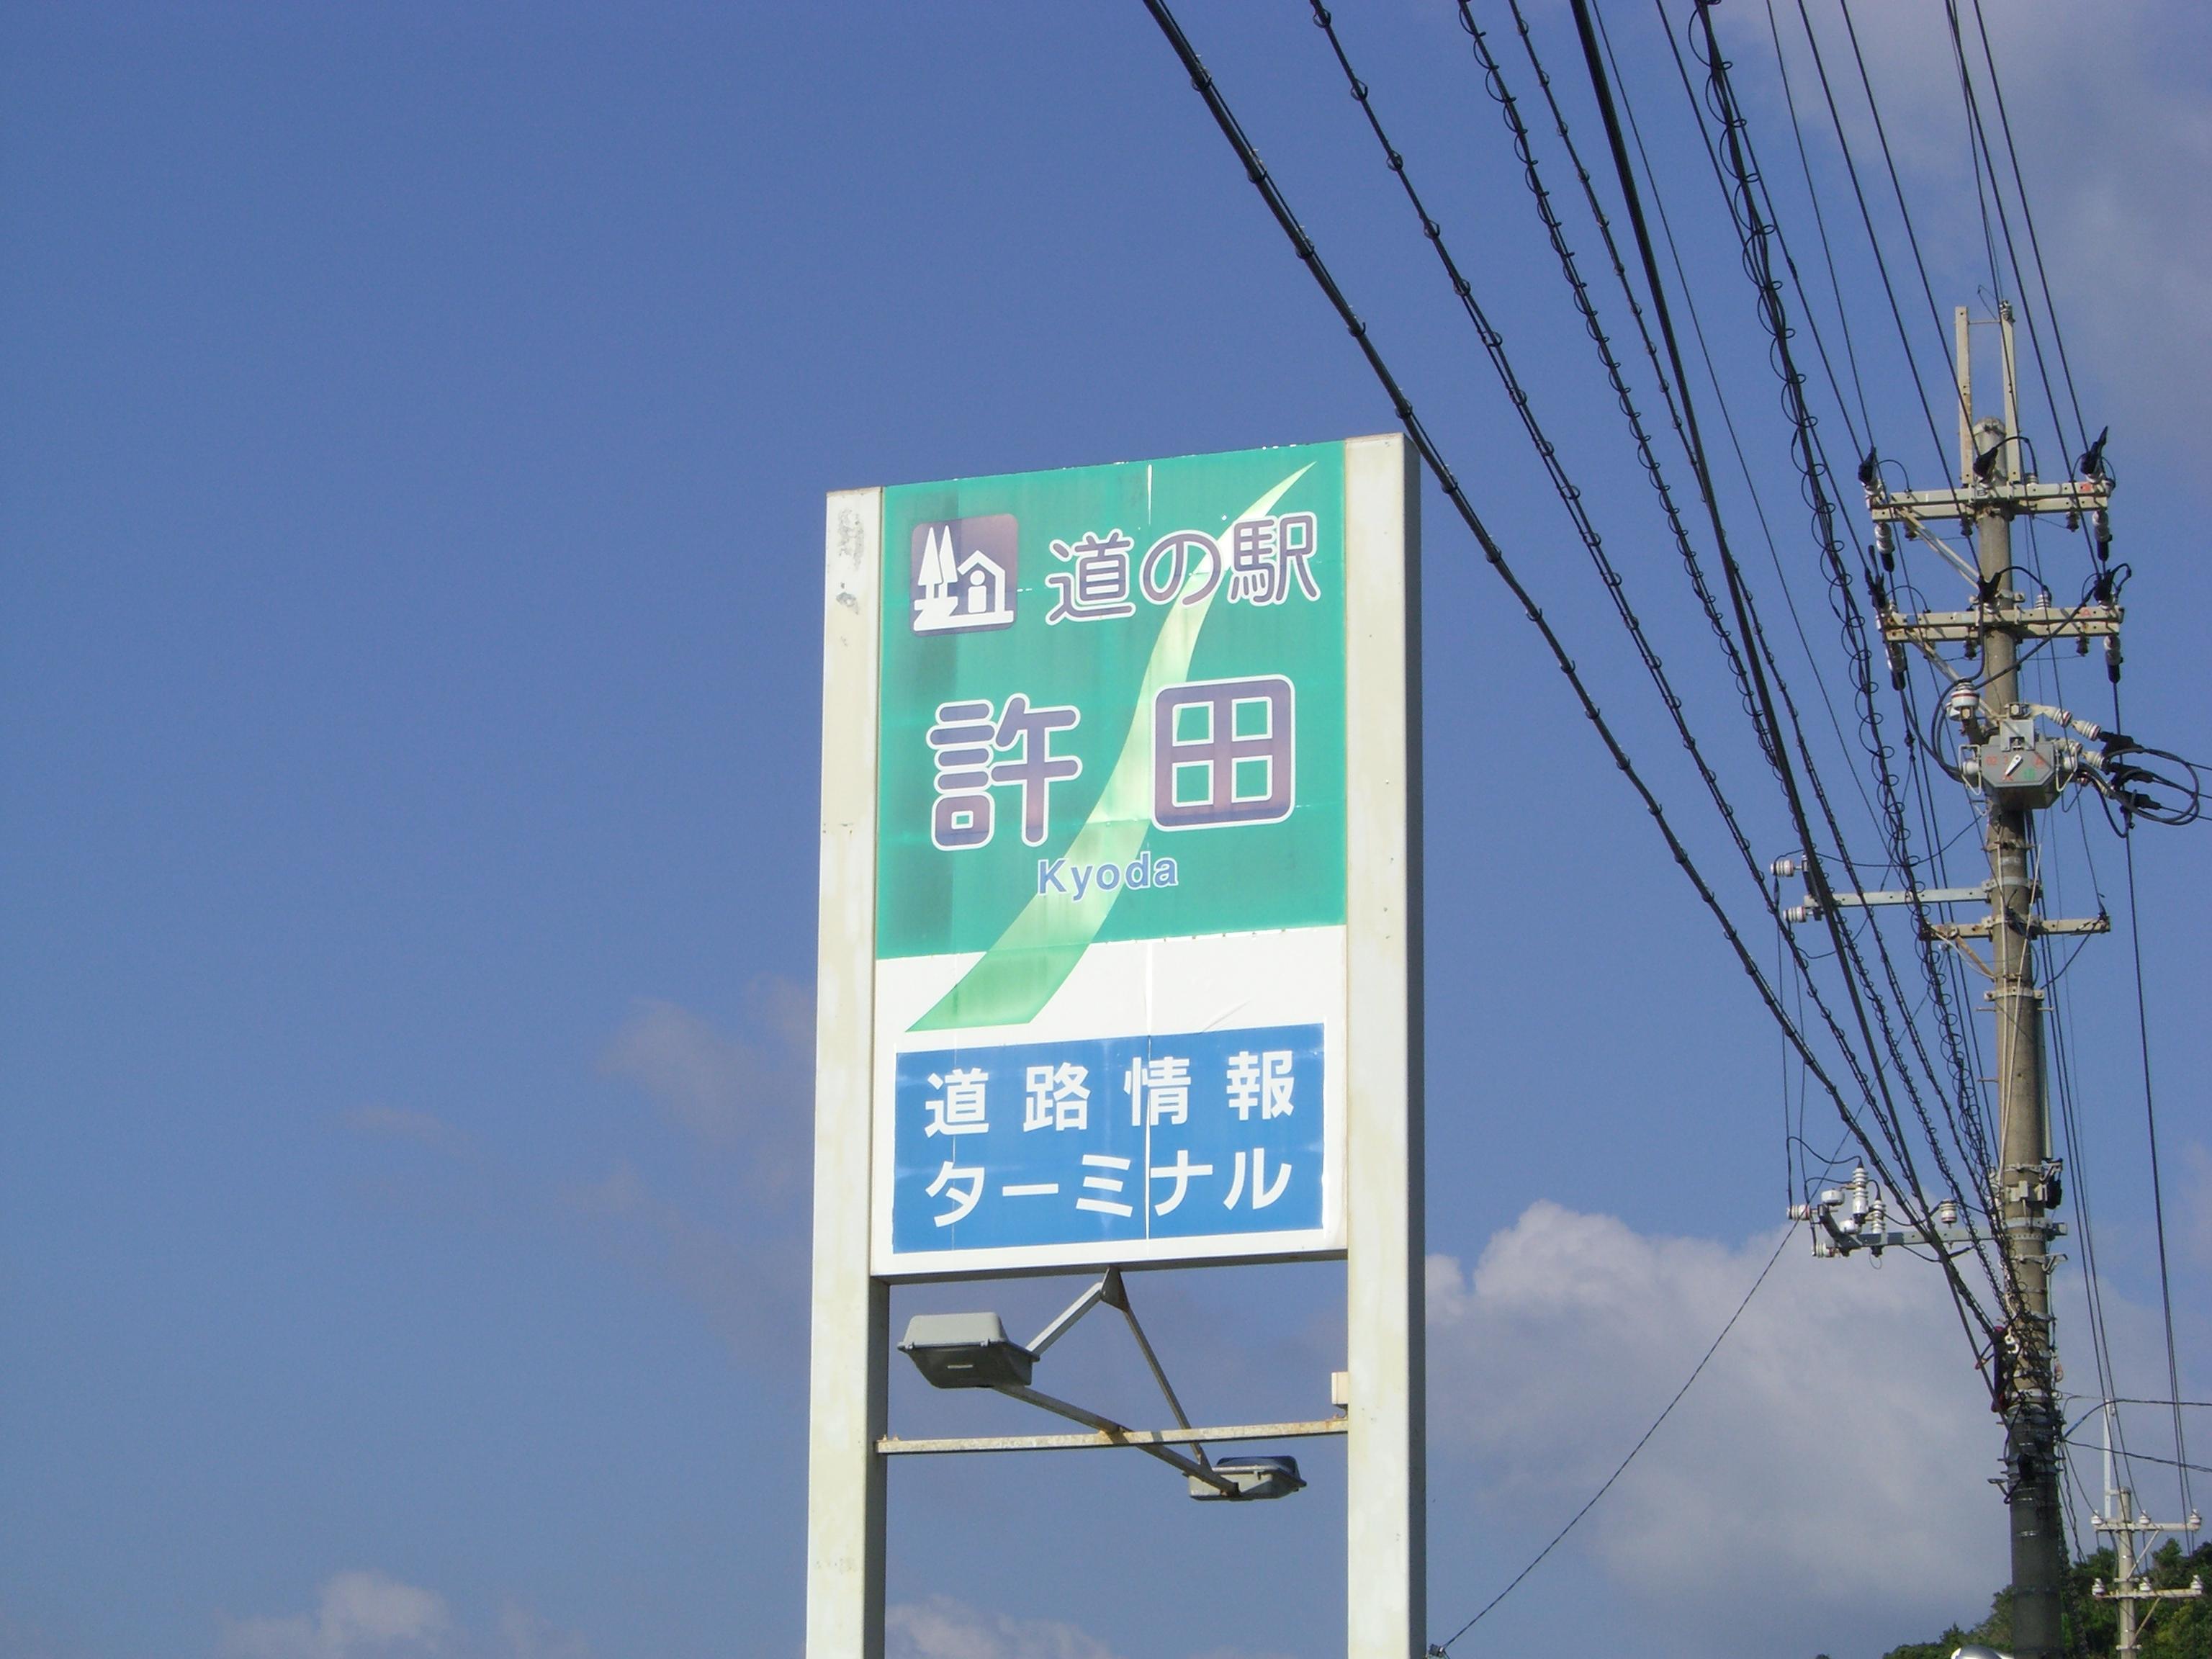 道の駅
許田
Kyoda
道路情報
ターミナル